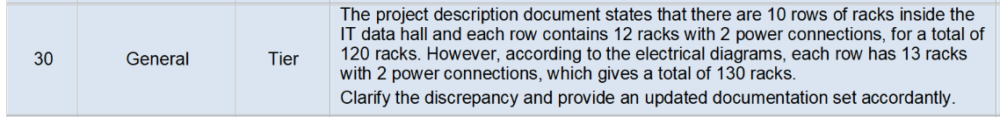 30
General
Tier
The project description document states that there are 10 rows of racks inside the
IT data hall and each row contains 12 racks with 2 power connections, for a total of
120 racks. However, according to the electrical diagrams, each row has 13 racks
with 2 power connections, which gives a total of 130 racks.
Clarify the discrepancy and provide an updated documentation set accordantly.